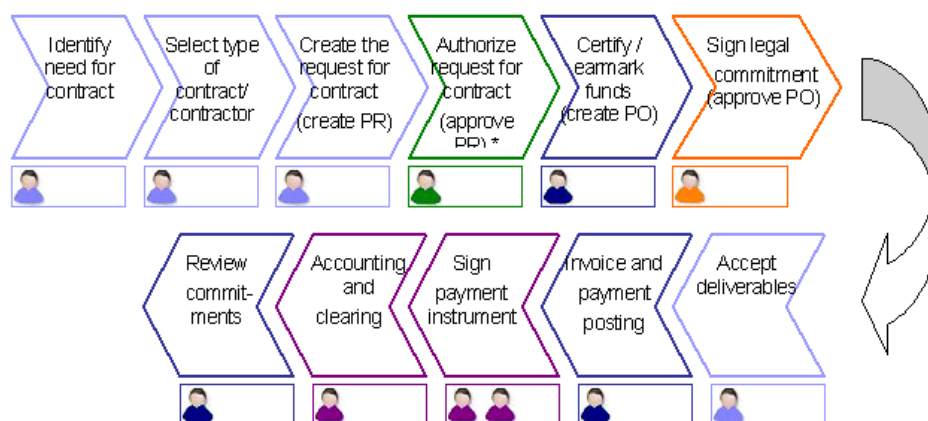 Identify
need for
contract
Select type
of
contract/
contractor
Create the
request for
contract
(create PR)
Authorize
request for
contract
(approve
PR) *
Certify /
earmark
funds
(create PO)
Sign legal
commitment
(approve PO)
Review
commit-
ments
Accounting
and
clearing
Sign
payment
instrument
Invoice and
payment
posting
Accept
deliverables